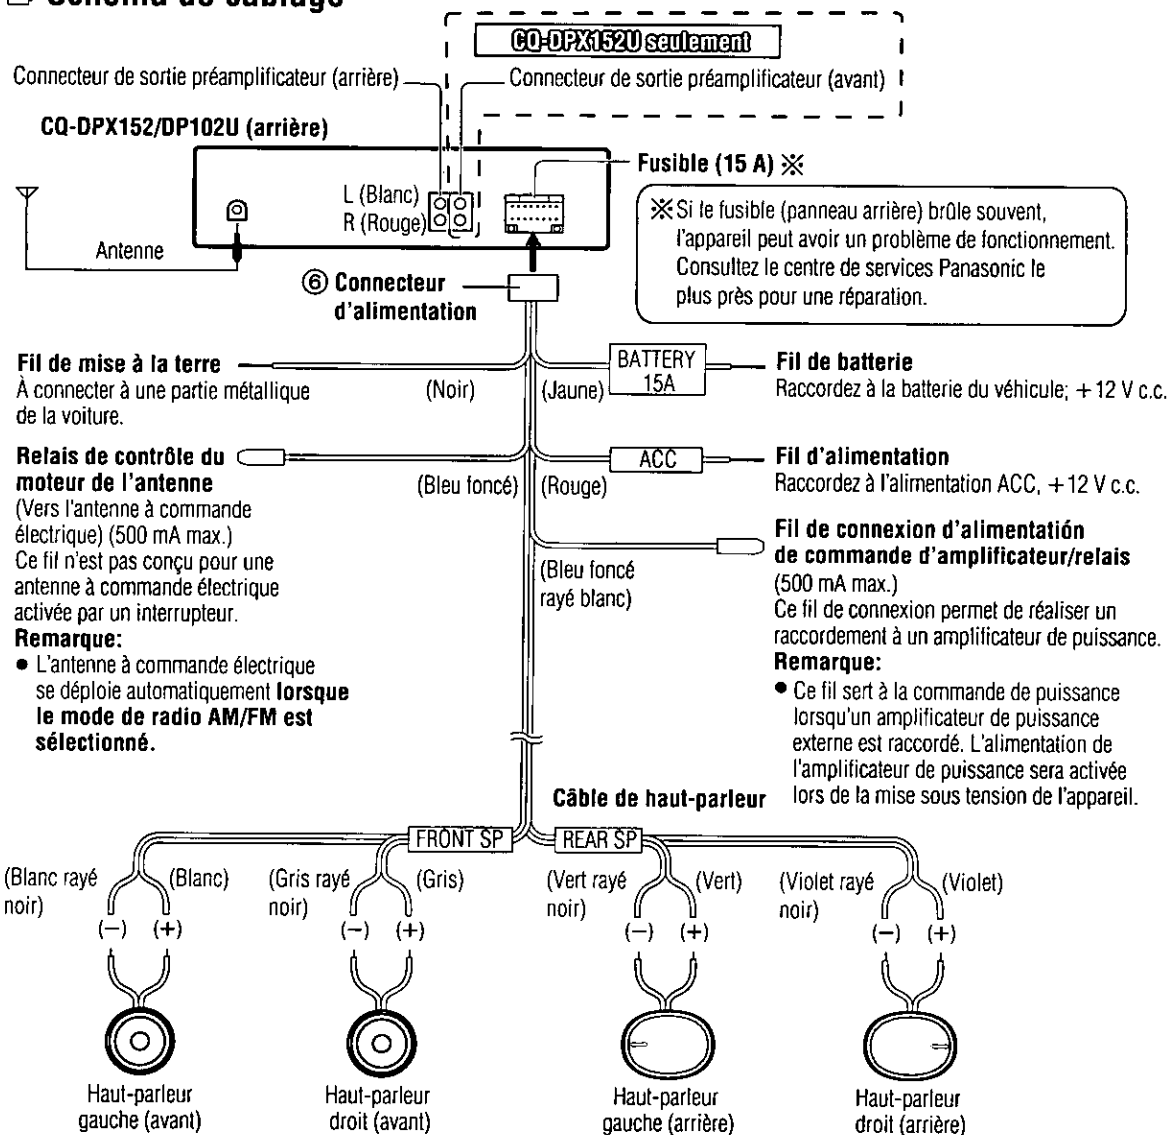 Schéma de câblage
CQ-DPX152U seulement
Connecteur de sortie préamplificateur (arrière)
Connecteur de sortie préamplificateur (avant)
CQ-DPX152/DP102U (arrière)
L (Blanc)
R (Rouge)
Antenne
Fusible (15 A) ※
※ Si le fusible (panneau arrière) brûle souvent,
l'appareil peut avoir un problème de fonctionnement.
Consultez le centre de services Panasonic le
plus près pour une réparation.
⑥ Connecteur
d'alimentation
Fil de mise à la terre
À connecter à une partie métallique
de la voiture.
(Noir)
(Jaune)
BATTERY
15A
Fil de batterie
Raccordez à la batterie du véhicule; +12 V c.c.
Relais de contrôle du
moteur de l'antenne
(Vers l'antenne à commande
électrique) (500 mA max.)
Ce fil n'est pas conçu pour une
antenne à commande électrique
activée par un interrupteur.
Remarque:
● L'antenne à commande électrique
se déploie automatiquement lorsque
le mode de radio AM/FM est
sélectionné.
(Bleu foncé)
(Rouge)
ACC
Fil d'alimentation
Raccordez à l'alimentation ACC, +12 V c.c.
(Bleu foncé
rayé blanc)
Fil de connexion d'alimentatión
de commande d'amplificateur/relais
(500 mA max.)
Ce fil de connexion permet de réaliser un
raccordement à un amplificateur de puissance.
Remarque:
● Ce fil sert à la commande de puissance
lorsqu'un amplificateur de puissance
externe est raccordé. L'alimentation de
l'amplificateur de puissance sera activée
lors de la mise sous tension de l'appareil.
Câble de haut-parleur
FRONT SP
REAR SP
(Blanc rayé
noir)
(Blanc)
(Gris rayé
noir)
(Gris)
(Vert rayé
noir)
(Vert)
(Violet rayé
noir)
(Violet)
(−) (+)
(−) (+)
(−) (+)
(−) (+)
Haut-parleur
gauche (avant)
Haut-parleur
droit (avant)
Haut-parleur
gauche (arrière)
Haut-parleur
droit (arrière)